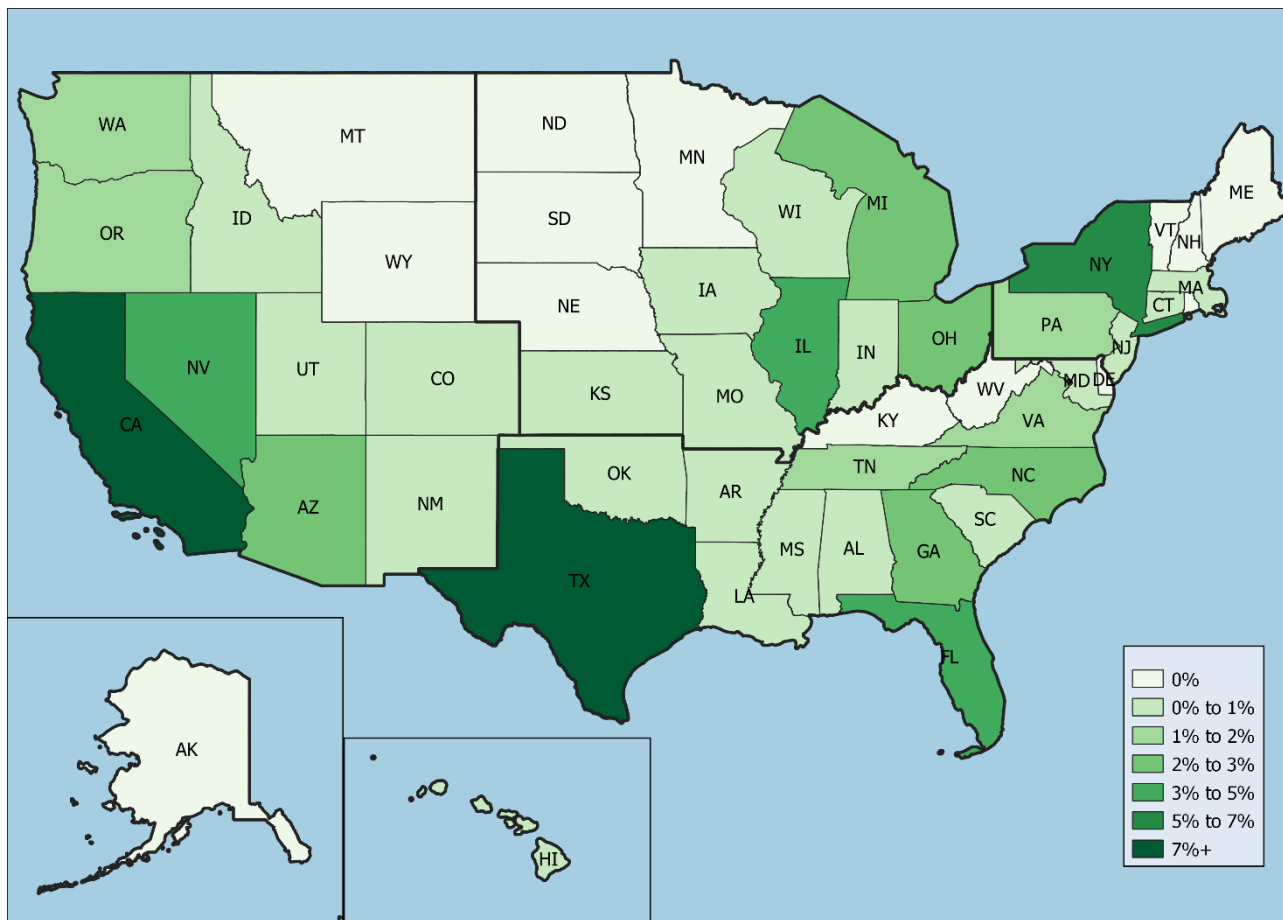 WA
MT
ND
MN
ME
ID
OR
SD
WI
MI
VT
NH
WY
NY
MA
NE
IA
CT
PA
NV
UT
CO
IL
IN
OH
NJ
KS
MO
WV
MD
DE
CA
KY
VA
TN
NC
OK
AR
AZ
NM
SC
MS
AL
GA
TX
LA
FL
AK
HI
0%
0% to 1%
1% to 2%
2% to 3%
3% to 5%
5% to 7%
7%+